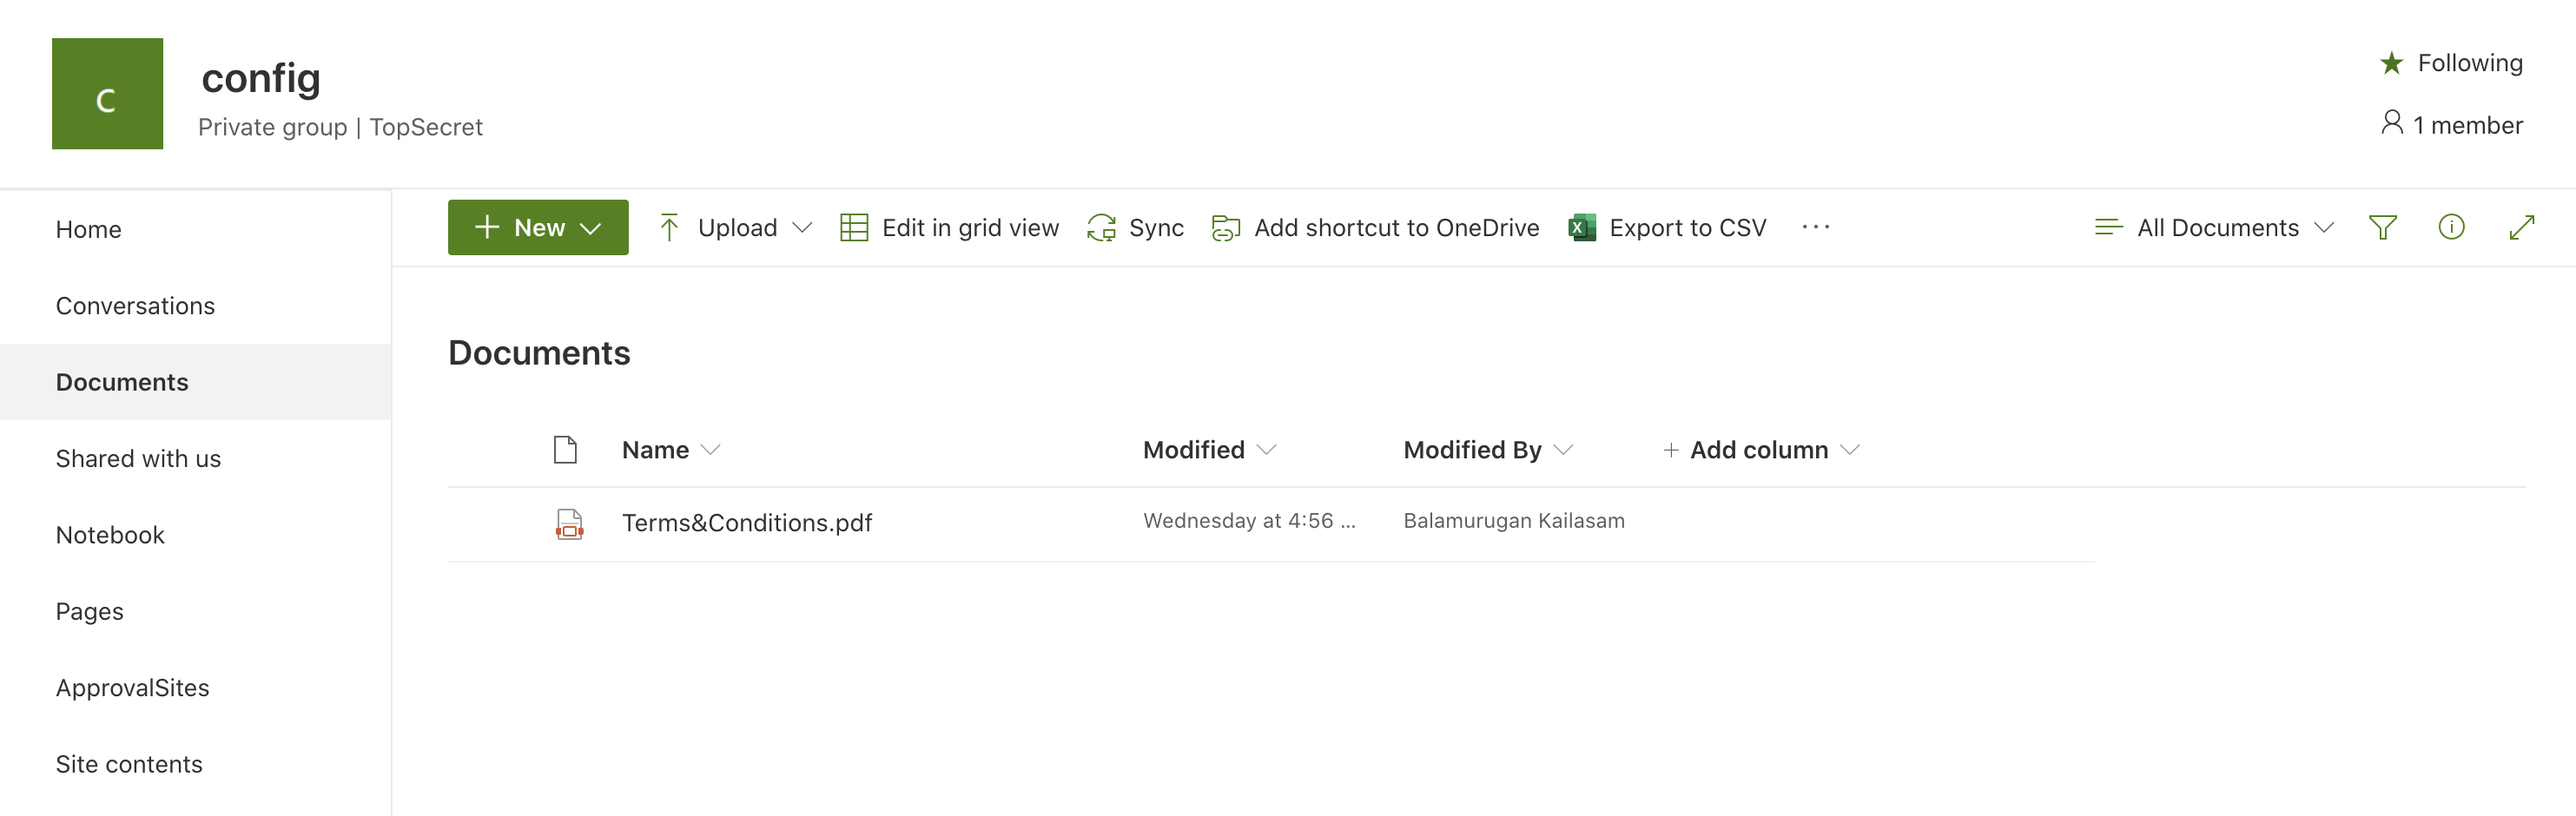 C
config
Private group | TopSecret
Following
1 member
Home
Conversations
Documents
Shared with us
Notebook
Pages
ApprovalSites
Site contents
New Upload Edit in grid view Sync Add shortcut to OneDrive Export to CSV ··· All Documents
Documents
Name Modified Modified By + Add column
Terms&Conditions.pdf Wednesday at 4:56 ... Balamurugan Kailasam